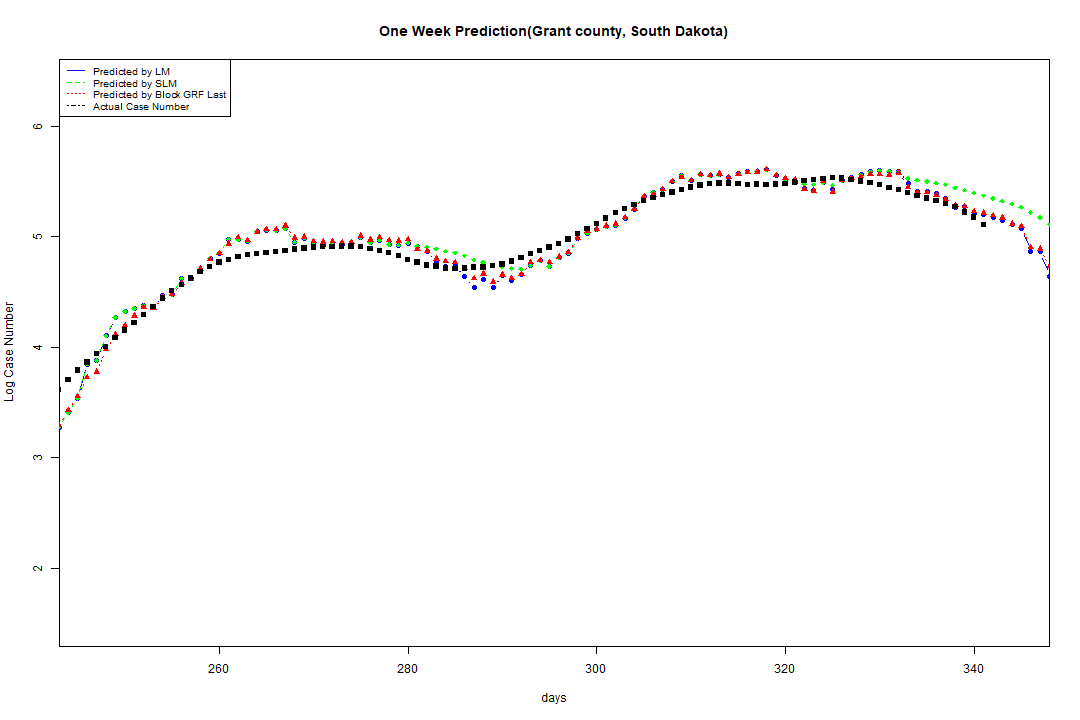 One Week Prediction(Grant county, South Dakota)
Predicted by LM
Predicted by SLM
Predicted by Block GRF Last
Actual Case Number
6
5
4
3
2
Log Case Number
260 280 300 320 340
days